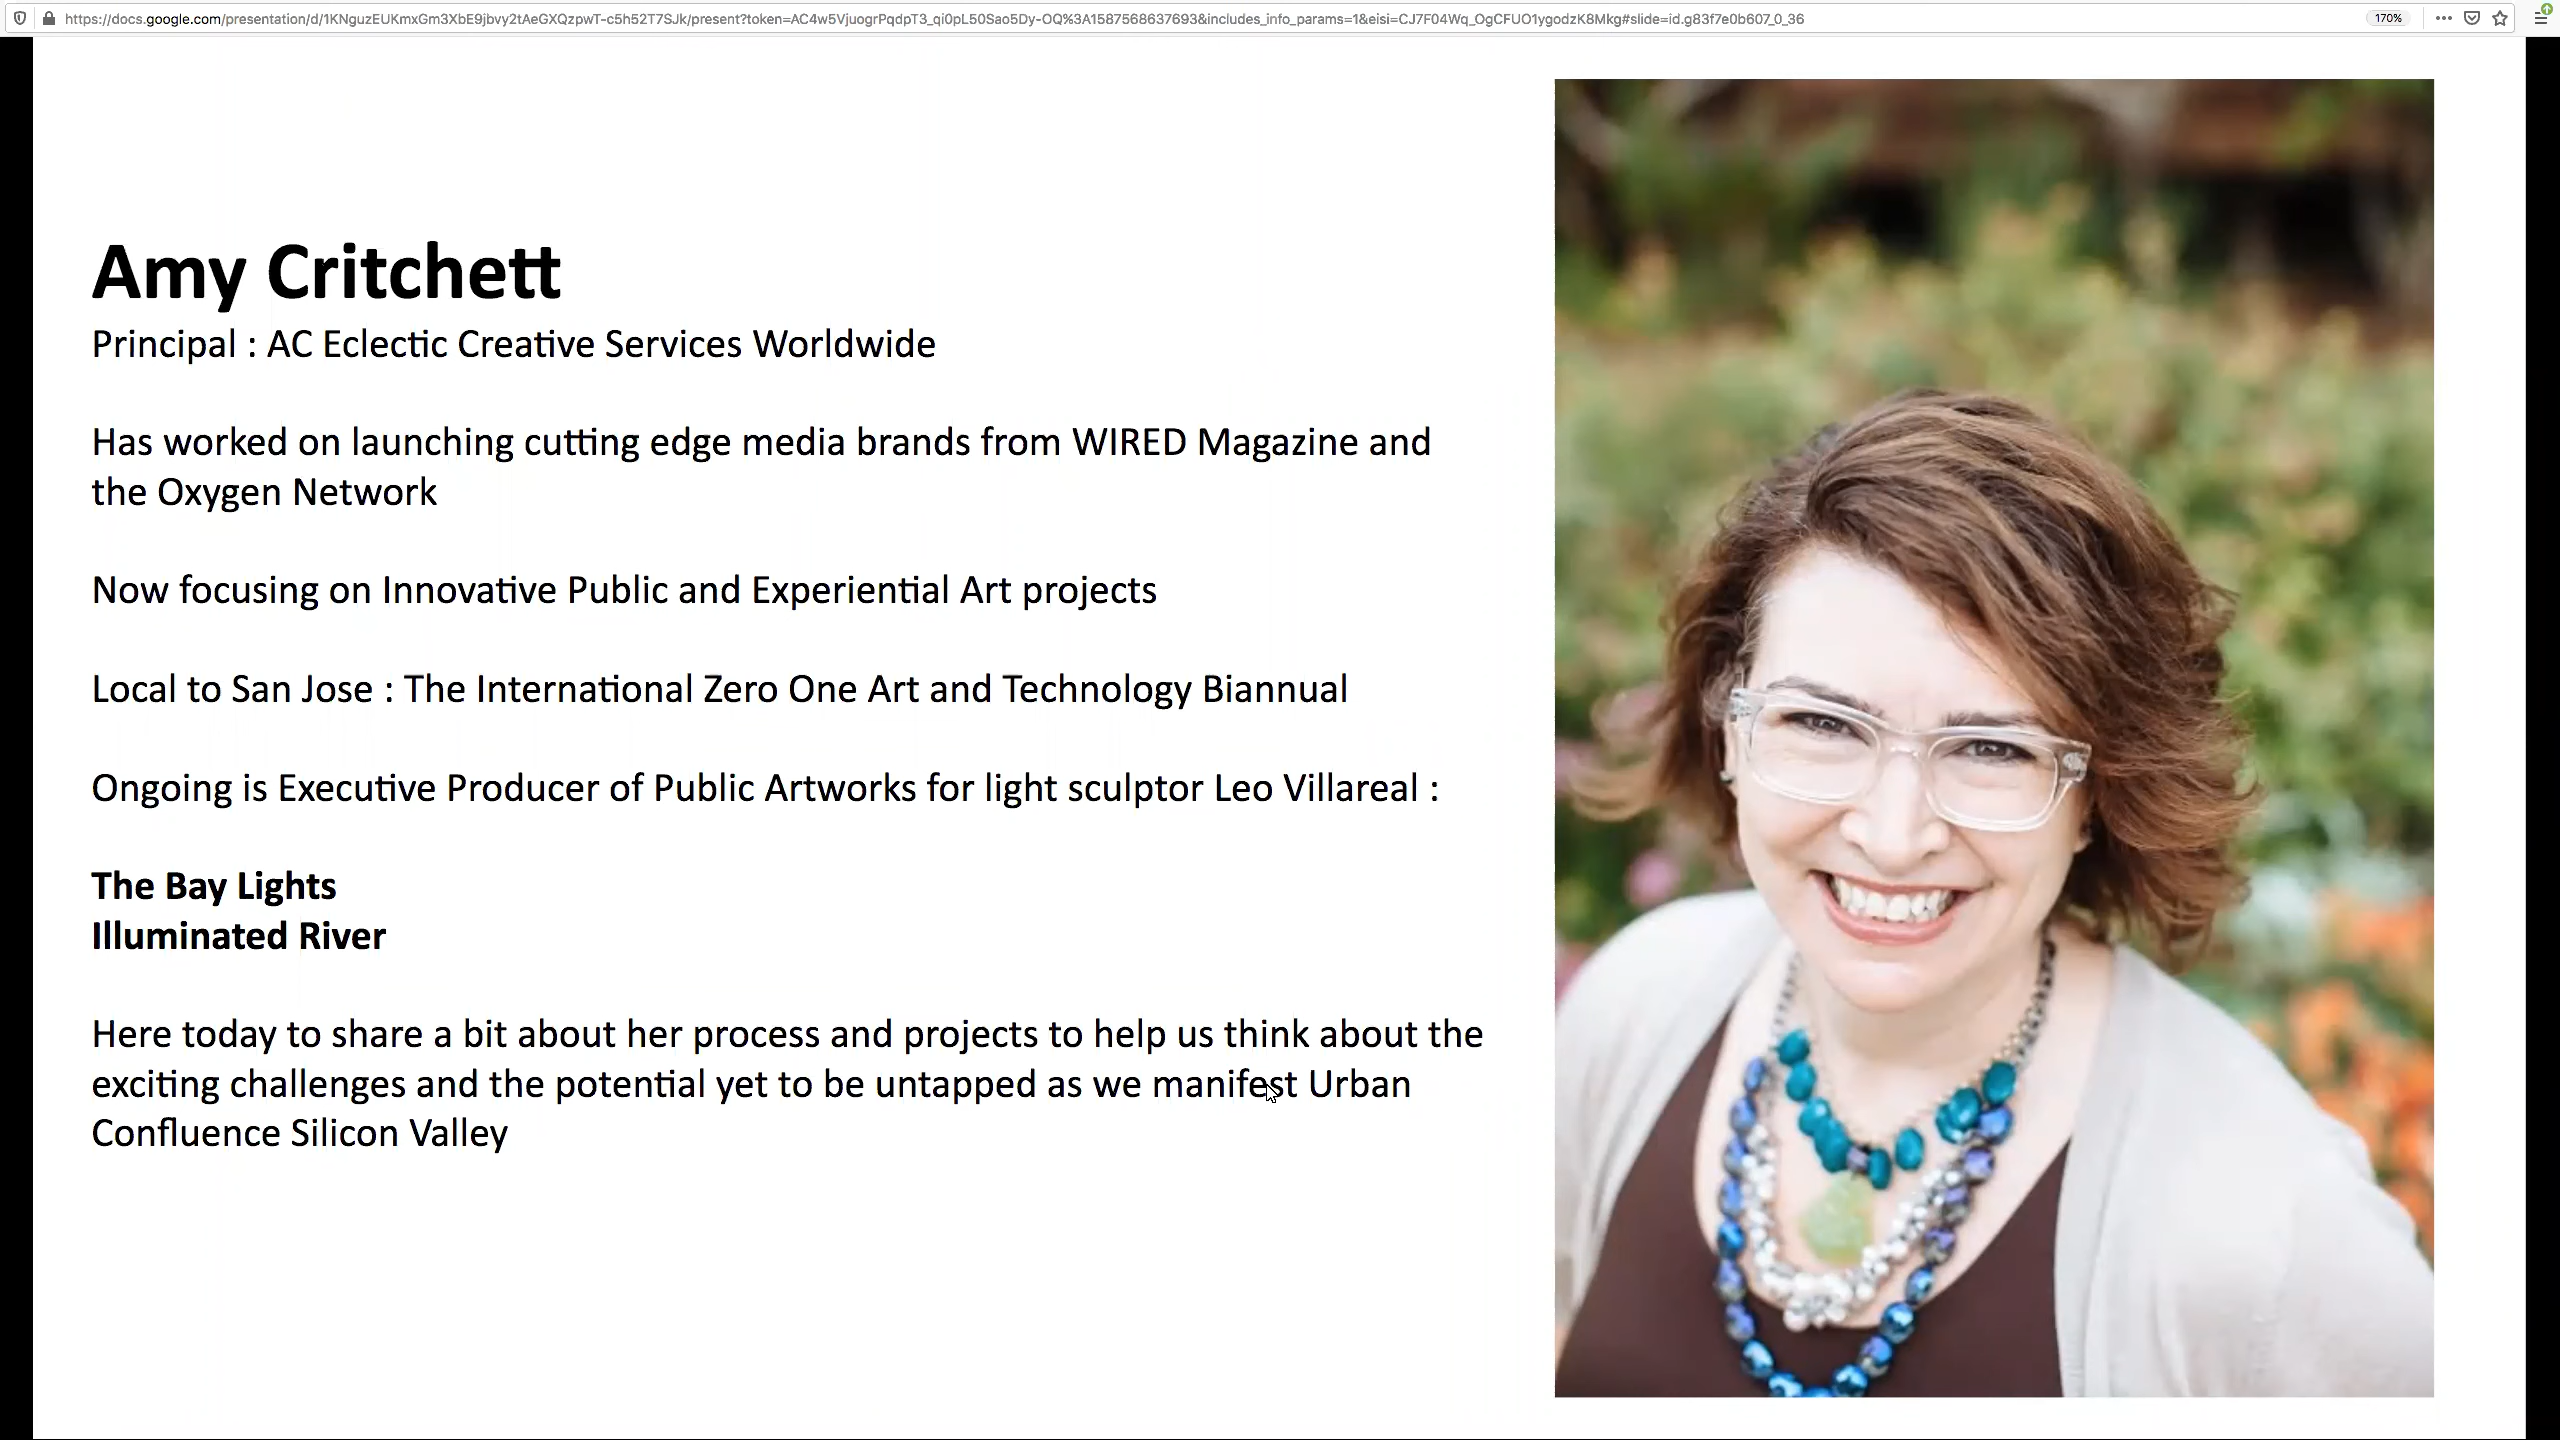 https://docs.google.com/presentation/d/1KNguzEUKmxGm3XbE9jbvy2tAeGXQzpwT-c5h52T7SJk/present?token=AC4w5VjuogrPqdpT3_qi0pL50Sao5Dy-OQ%3A1587568637693&includes_info_params=1&eisi=CJ7F04Wq_OgCFUO1ygodzK8Mkg#slide=id.g83f7e0b607_0_36
170%
Amy Critchett
Principal : AC Eclectic Creative Services Worldwide
Has worked on launching cutting edge media brands from WIRED Magazine and
the Oxygen Network
Now focusing on Innovative Public and Experiential Art projects
Local to San Jose : The International Zero One Art and Technology Biannual
Ongoing is Executive Producer of Public Artworks for light sculptor Leo Villareal :
The Bay Lights
Illuminated River
Here today to share a bit about her process and projects to help us think about the
exciting challenges and the potential yet to be untapped as we manifest Urban
Confluence Silicon Valley